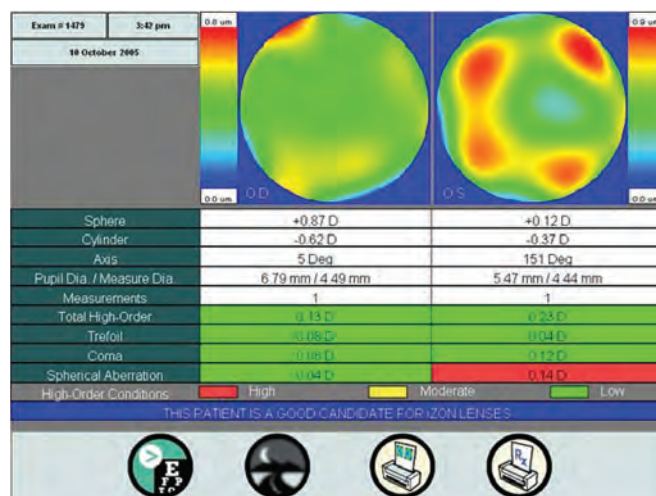 Exam # 1479 3:42 pm
10 October 2005
0.8 um 0.9 um
0.0 um OD OS 0.0 um
Sphere +0.87 D +0.12 D
Cylinder -0.62 D -0.37 D
Axis 5 Deg 151 Deg
Pupil Dia. / Measure Dia. 6.79 mm / 4.49 mm 5.47 mm / 4.44 mm
Measurements 1 1
Total High-Order 0.13 D 0.23 D
Trefoil 0.08 D 0.04 D
Coma 0.08 D 0.12 D
Spherical Aberration 0.04 D 0.14 D
High-Order Conditions High Moderate Low
THIS PATIENT IS A GOOD CANDIDATE FOR iZON LENSES
E
F P
Rx